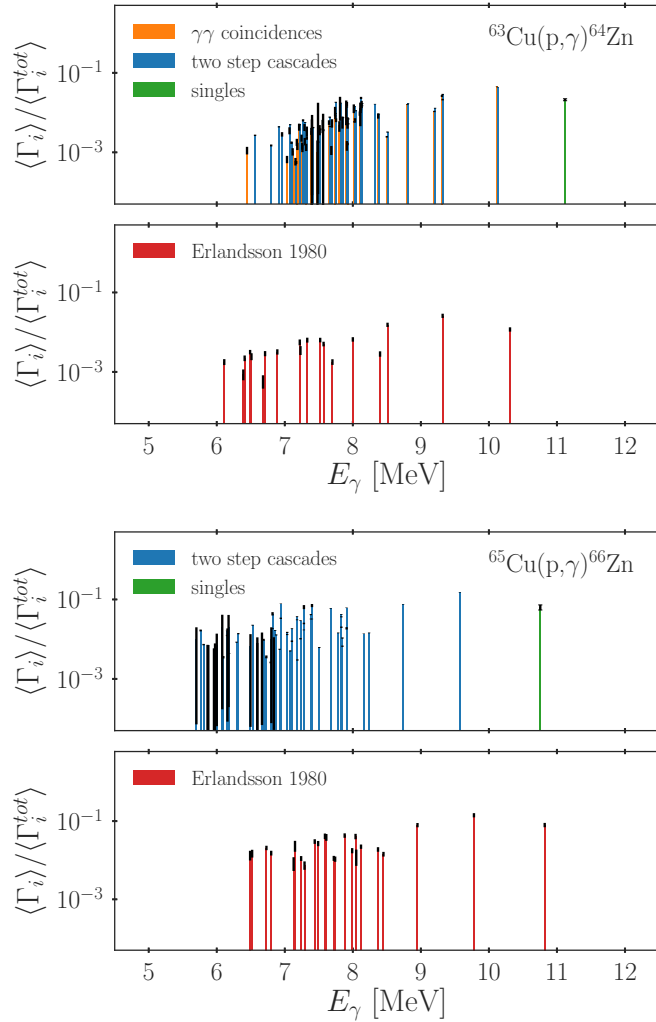 γγ coincidences
two step cascades
singles
⁶³Cu(p,γ)⁶⁴Zn
10⁻¹
10⁻³
⟨Γᵢ⟩/⟨Γᵢᵗᵒᵗ⟩
Erlandsson 1980
10⁻¹
10⁻³
⟨Γᵢ⟩/⟨Γᵢᵗᵒᵗ⟩
5 6 7 8 9 10 11 12
E_γ [MeV]
two step cascades
singles
⁶⁵Cu(p,γ)⁶⁶Zn
10⁻¹
10⁻³
⟨Γᵢ⟩/⟨Γᵢᵗᵒᵗ⟩
Erlandsson 1980
10⁻¹
10⁻³
⟨Γᵢ⟩/⟨Γᵢᵗᵒᵗ⟩
5 6 7 8 9 10 11 12
E_γ [MeV]